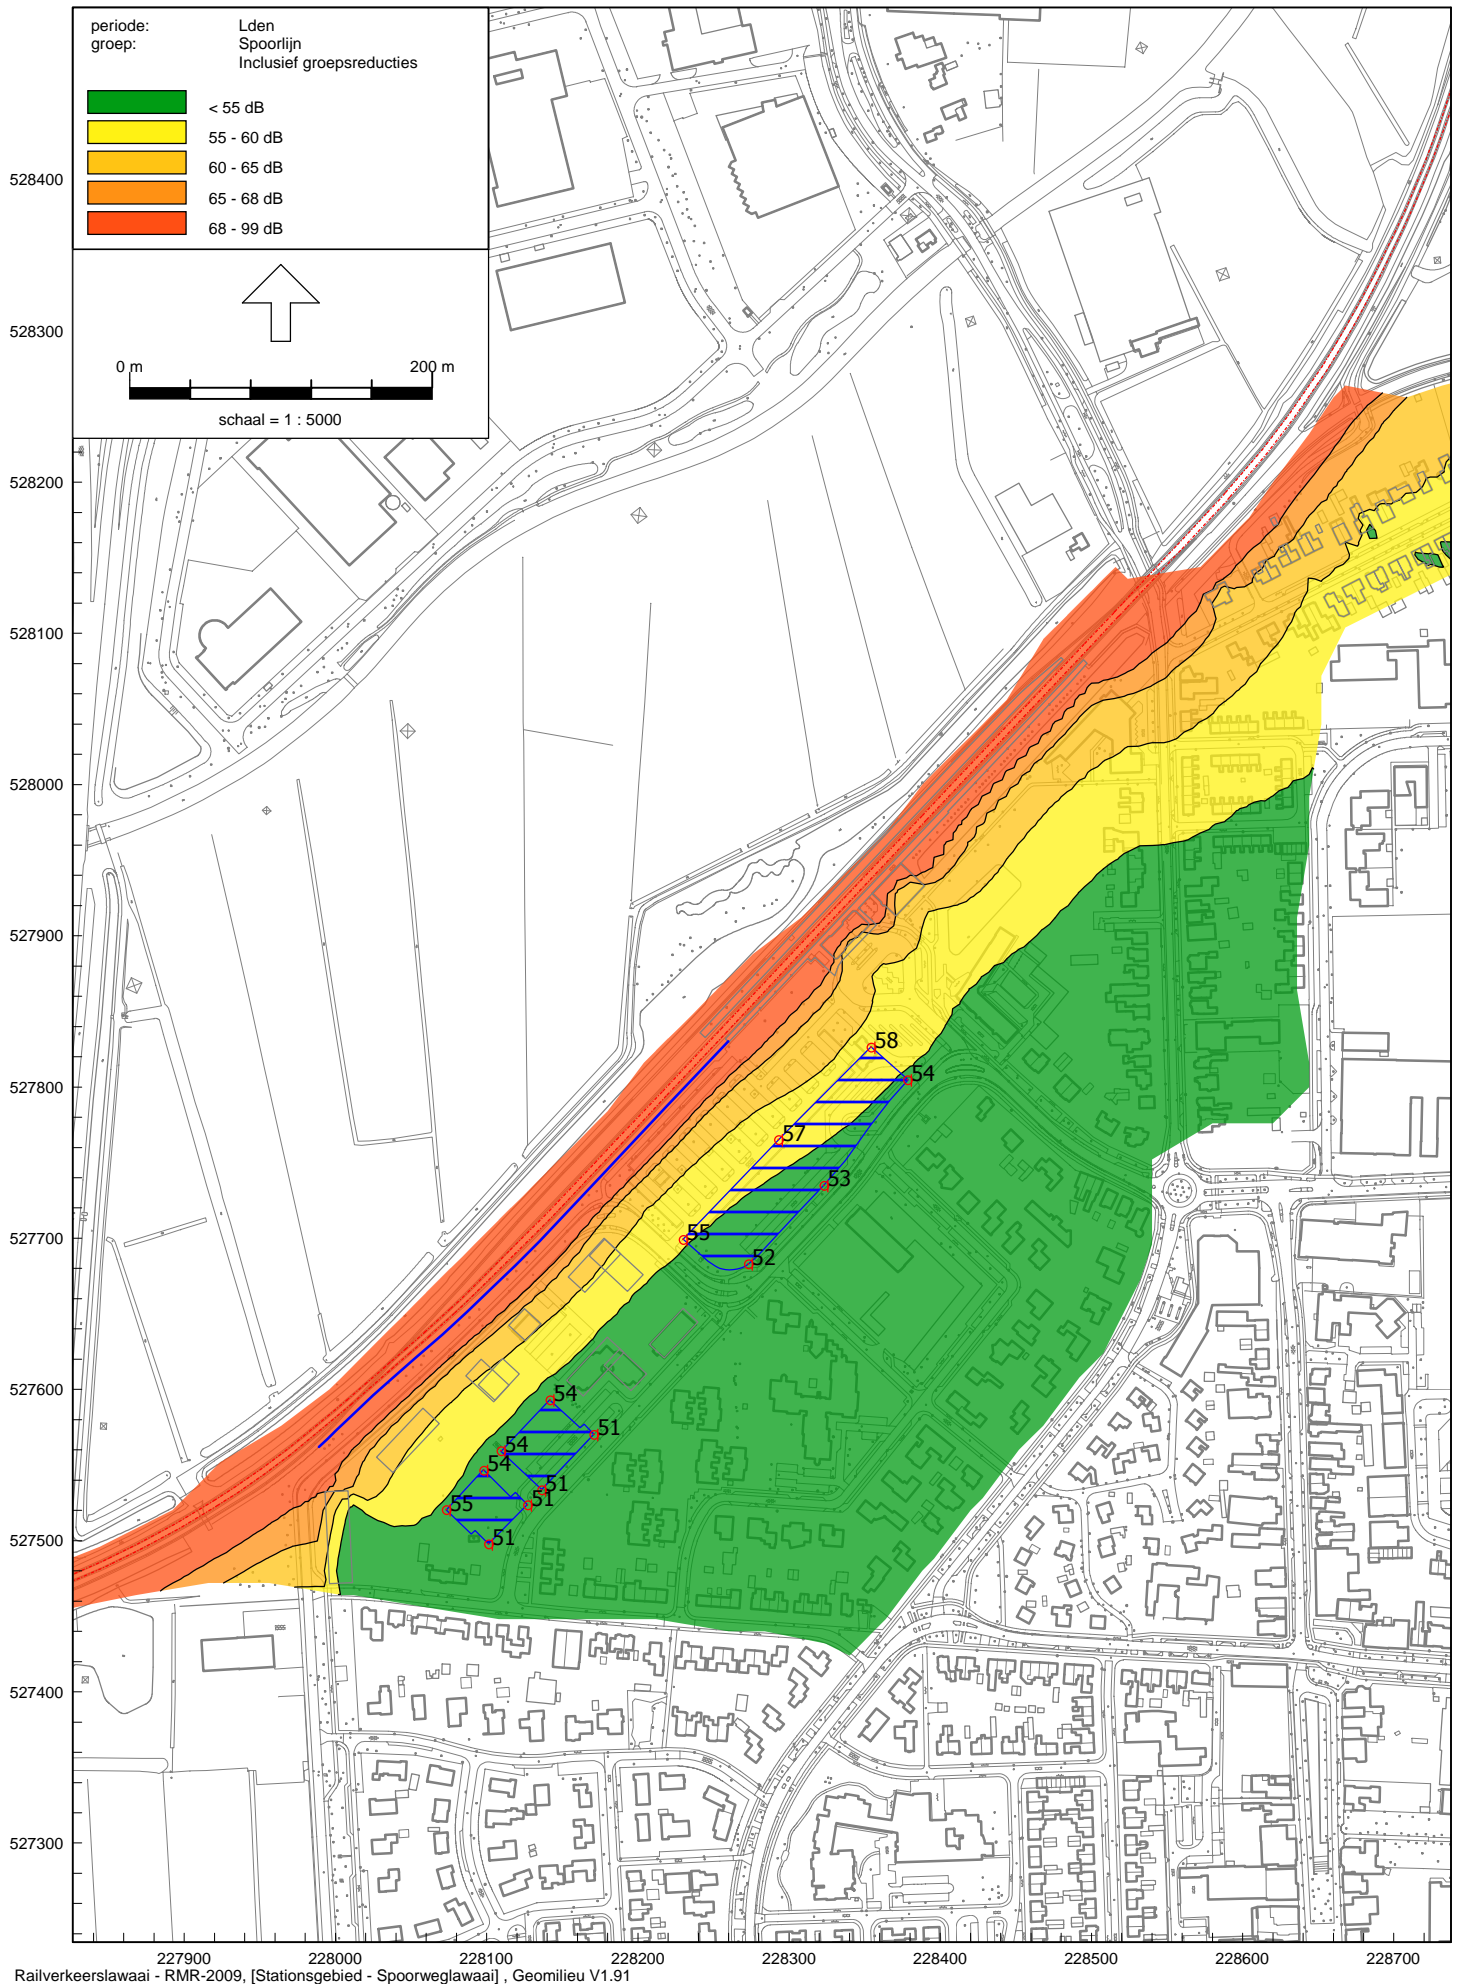 periode: Lden
groep: Spoorlijn
Inclusief groepsreducties
< 55 dB
55 - 60 dB
60 - 65 dB
65 - 68 dB
68 - 99 dB
0 m 200 m
schaal = 1 : 5000
528400
528300
528200
528100
528000
527900
527800
527700
527600
527500
527400
527300
58
54
57
53
55
52
54
51
54
54
51
51
55
51
227900 228000 228100 228200 228300 228400 228500 228600 228700
Railverkeerslawaai - RMR-2009, [Stationsgebied - Spoorweglawaai] , Geomilieu V1.91